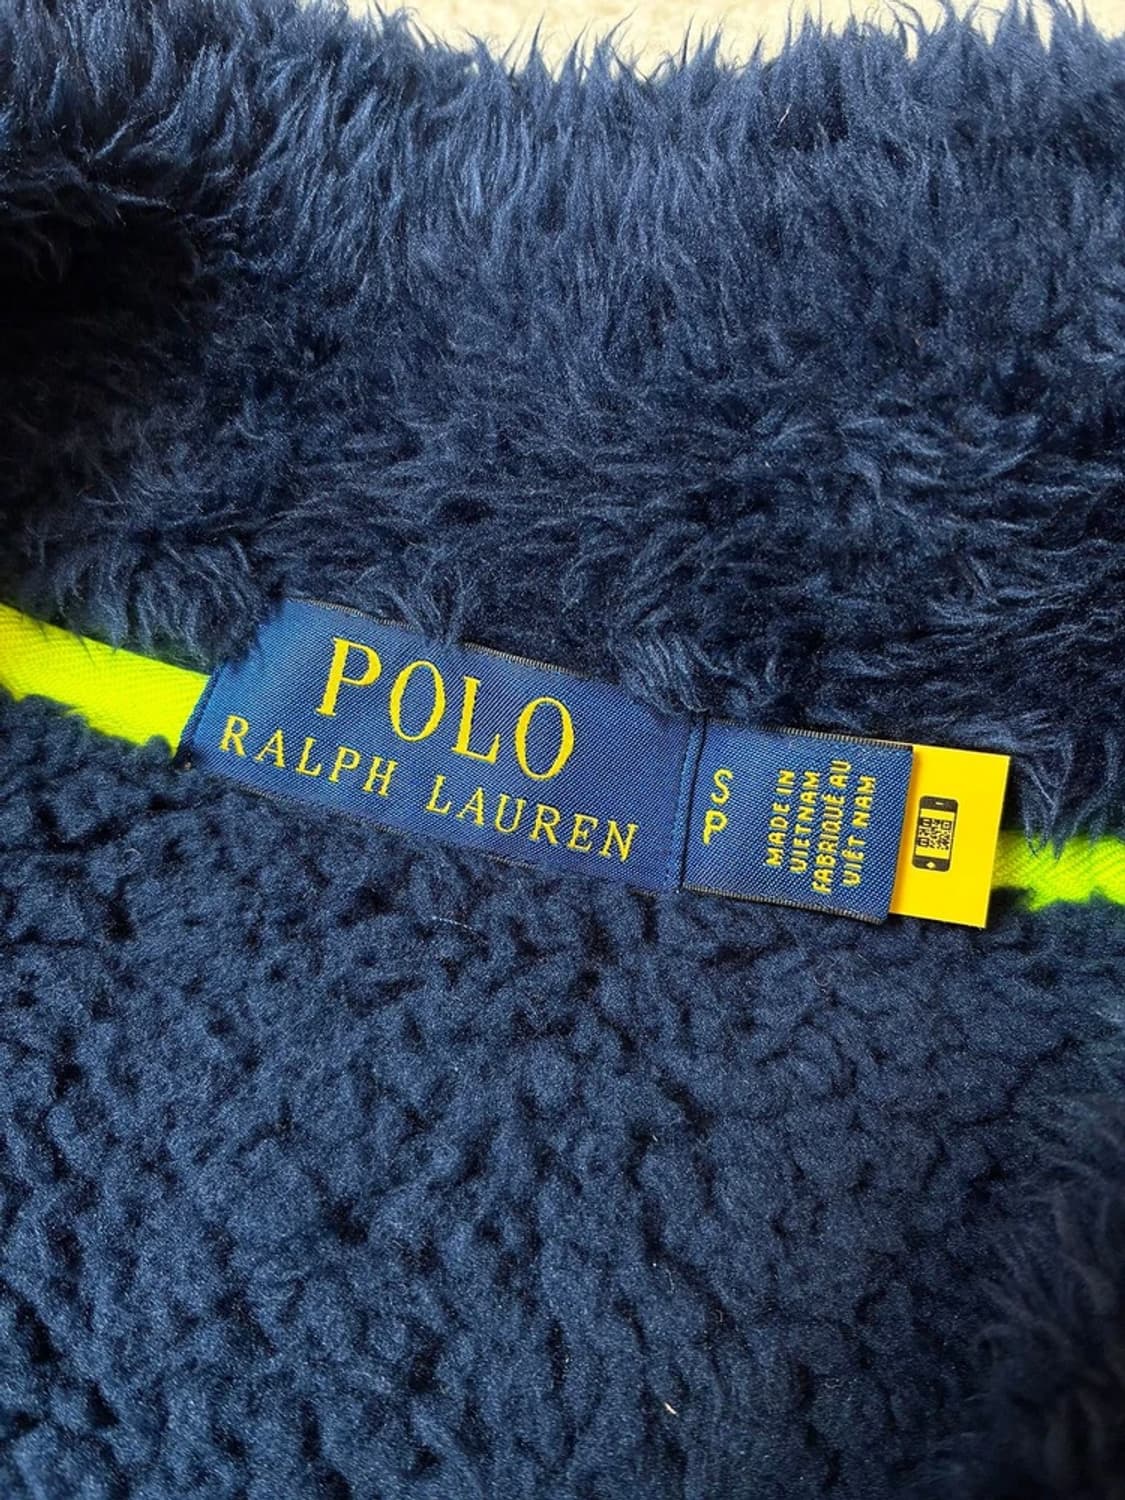 POLO
RALPH LAUREN
S
P
MADE IN
VIETNAM
FABRIQUÉ AU
VIÊT NAM